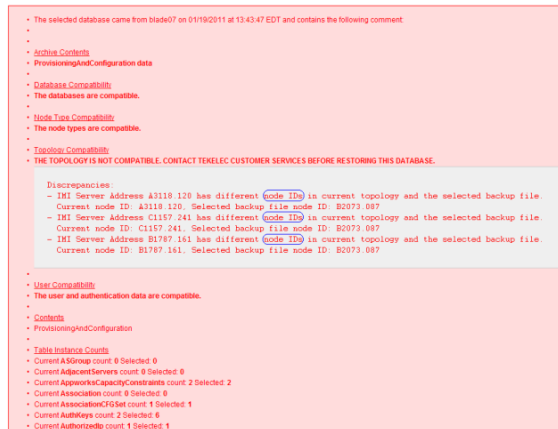 The selected database came from blade07 on 01/19/2011 at 13:43:47 EDT and contains the following comment:
Archive Contents
ProvisioningAndConfiguration data
Database Compatibility
The databases are compatible.
Node Type Compatibility
The node types are compatible.
Topology Compatibility
THE TOPOLOGY IS NOT COMPATIBLE. CONTACT TEKELEC CUSTOMER SERVICES BEFORE RESTORING THIS DATABASE.
Discrepancies:
- IMI Server Address A3118.120 has different node IDs in current topology and the selected backup file.
Current node ID: A3118.120, Selected backup file node ID: B2073.087
- IMI Server Address C1157.241 has different node IDs in current topology and the selected backup file.
Current node ID: C1157.241, Selected backup file node ID: B2073.087
- IMI Server Address B1787.161 has different node IDs in current topology and the selected backup file.
Current node ID: B1787.161, Selected backup file node ID: B2073.087
User Compatibility
The user and authentication data are compatible.
Contents
ProvisioningAndConfiguration
Table Instance Counts
Current ASGroup count: 0 Selected: 0
Current AdjacentServers count: 0 Selected: 0
Current AppworksCapacityConstraints count: 2 Selected: 2
Current Association count: 0 Selected: 0
Current AssociationCFGSet count: 1 Selected: 1
Current AuthKeys count: 2 Selected: 6
Current AuthorizedIp count: 1 Selected: 1